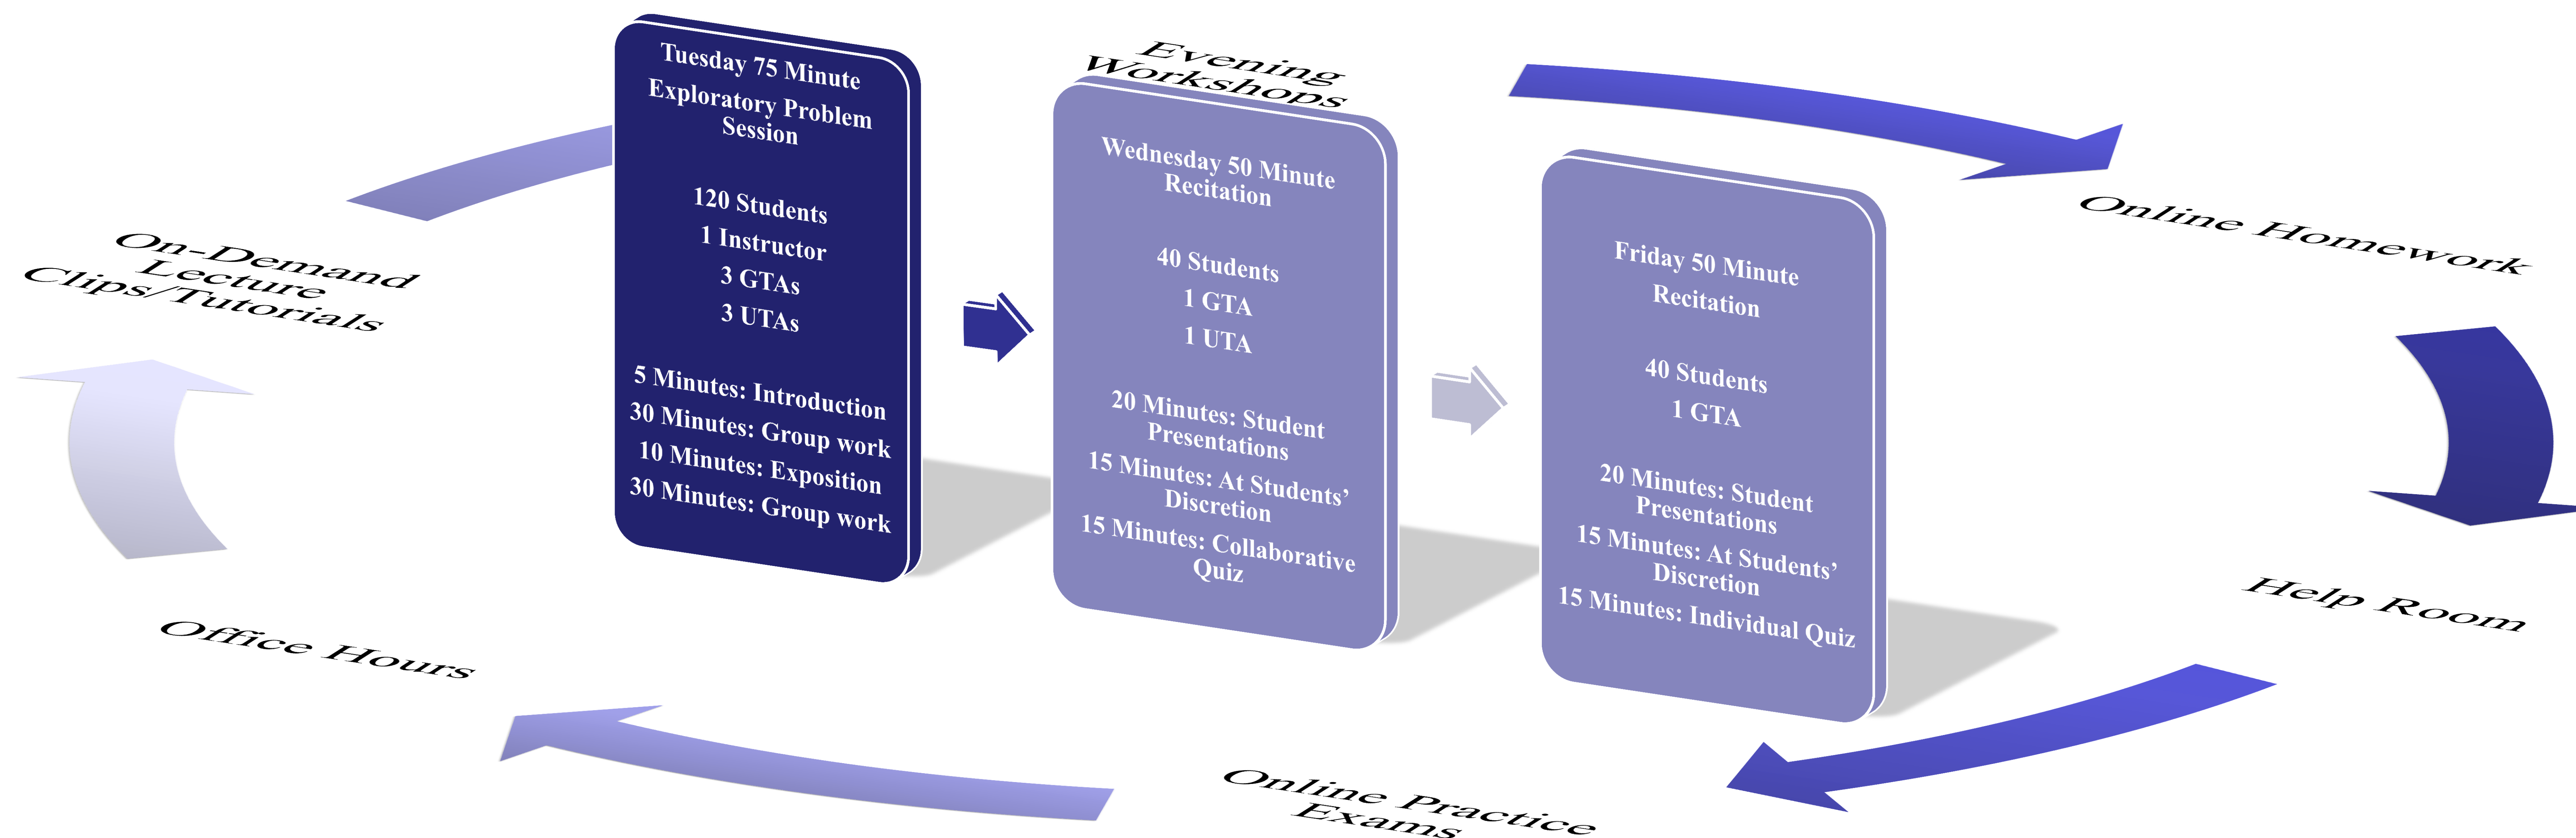 Tuesday 75 Minute
Exploratory Problem
Session
120 Students
1 Instructor
3 GTAs
3 UTAs
5 Minutes: Introduction
30 Minutes: Group work
10 Minutes: Exposition
30 Minutes: Group work
Wednesday 50 Minute
Recitation
40 Students
1 GTA
1 UTA
20 Minutes: Student
Presentations
15 Minutes: At Students’
Discretion
15 Minutes: Collaborative
Quiz
Friday 50 Minute
Recitation
40 Students
1 GTA
20 Minutes: Student
Presentations
15 Minutes: At Students’
Discretion
15 Minutes: Individual Quiz
Evening
Workshops
Online Homework
Help Room
Online Practice
Exams
Office Hours
On-Demand
Lecture
Clips/Tutorials